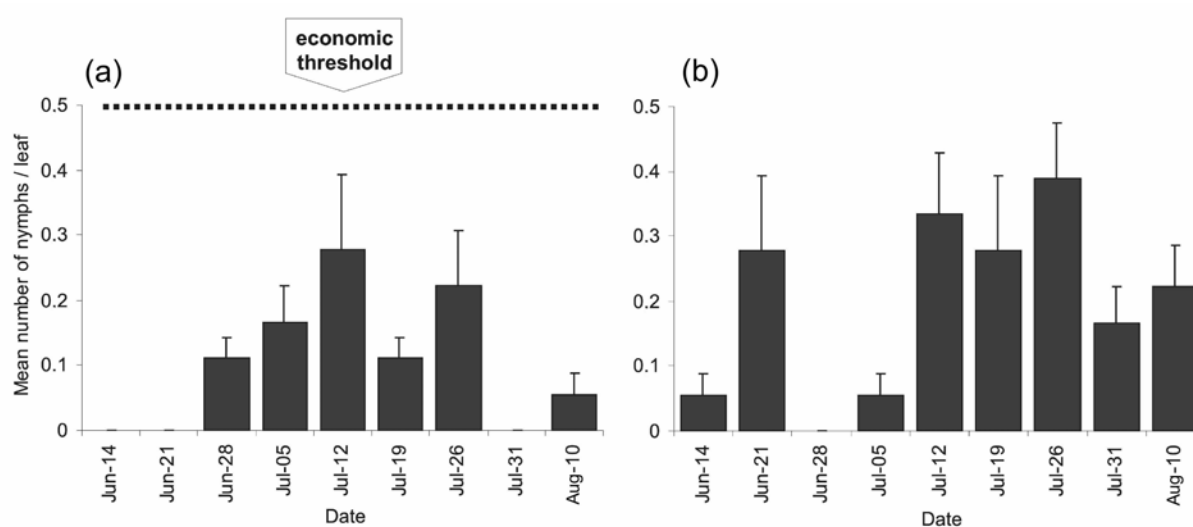 economic
threshold
(a)
0.5
0.4
0.3
0.2
0.1
0
Mean number of nymphs / leaf
Jun-14
Jun-21
Jun-28
Jul-05
Jul-12
Jul-19
Jul-26
Jul-31
Aug-10
Date
(b)
0.5
0.4
0.3
0.2
0.1
0
Jun-14
Jun-21
Jun-28
Jul-05
Jul-12
Jul-19
Jul-26
Jul-31
Aug-10
Date